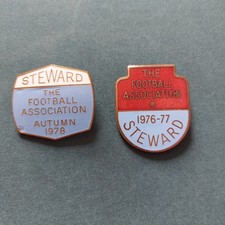 STEWARD
THE
FOOTBALL
ASSOCIATION
AUTUMN
1978
THE
FOOTBALL
ASSOCIATION
1976-77
STEWARD